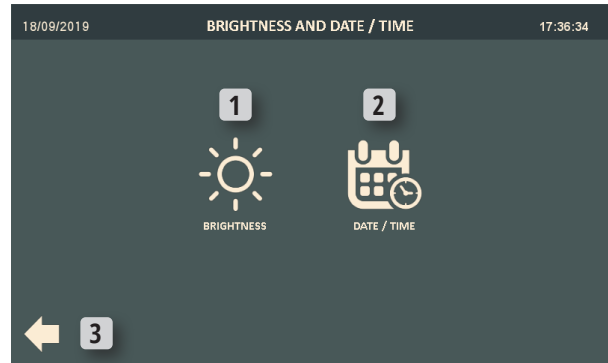 18/09/2019 BRIGHTNESS AND DATE / TIME 17:36:34
1 2
BRIGHTNESS DATE / TIME
3